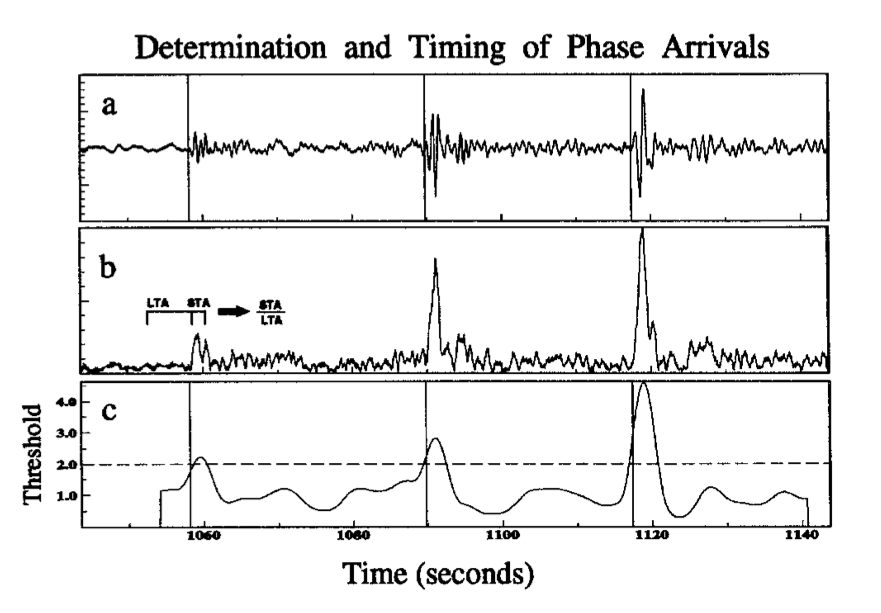 Determination and Timing of Phase Arrivals
a
b
LTA STA STA
LTA
c
Threshold
4.0
3.0
2.0
1.0
1060 1080 1100 1120 1140
Time (seconds)